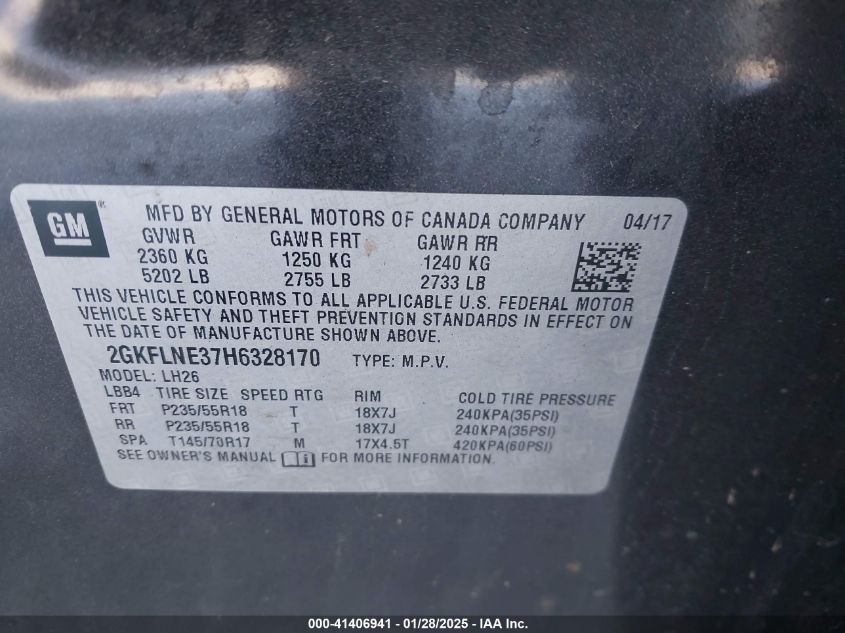 GM ® MFD BY GENERAL MOTORS OF CANADA COMPANY 04/17
GVWR GAWR FRT GAWR RR
2360 KG 1250 KG 1240 KG
5202 LB 2755 LB 2733 LB
THIS VEHICLE CONFORMS TO ALL APPLICABLE U.S. FEDERAL MOTOR
VEHICLE SAFETY AND THEFT PREVENTION STANDARDS IN EFFECT ON
THE DATE OF MANUFACTURE SHOWN ABOVE.
2GKFLNE37H6328170 TYPE: M.P.V.
MODEL: LH26
LBB4 TIRE SIZE SPEED RTG RIM COLD TIRE PRESSURE
FRT P235/55R18 T 18X7J 240KPA(35PSI)
RR P235/55R18 T 18X7J 240KPA(35PSI)
SPA T145/70R17 M 17X4.5T 420KPA(60PSI)
SEE OWNER'S MANUAL FOR MORE INFORMATION.
000-41406941 | 01/28/2025 | IAA Inc.